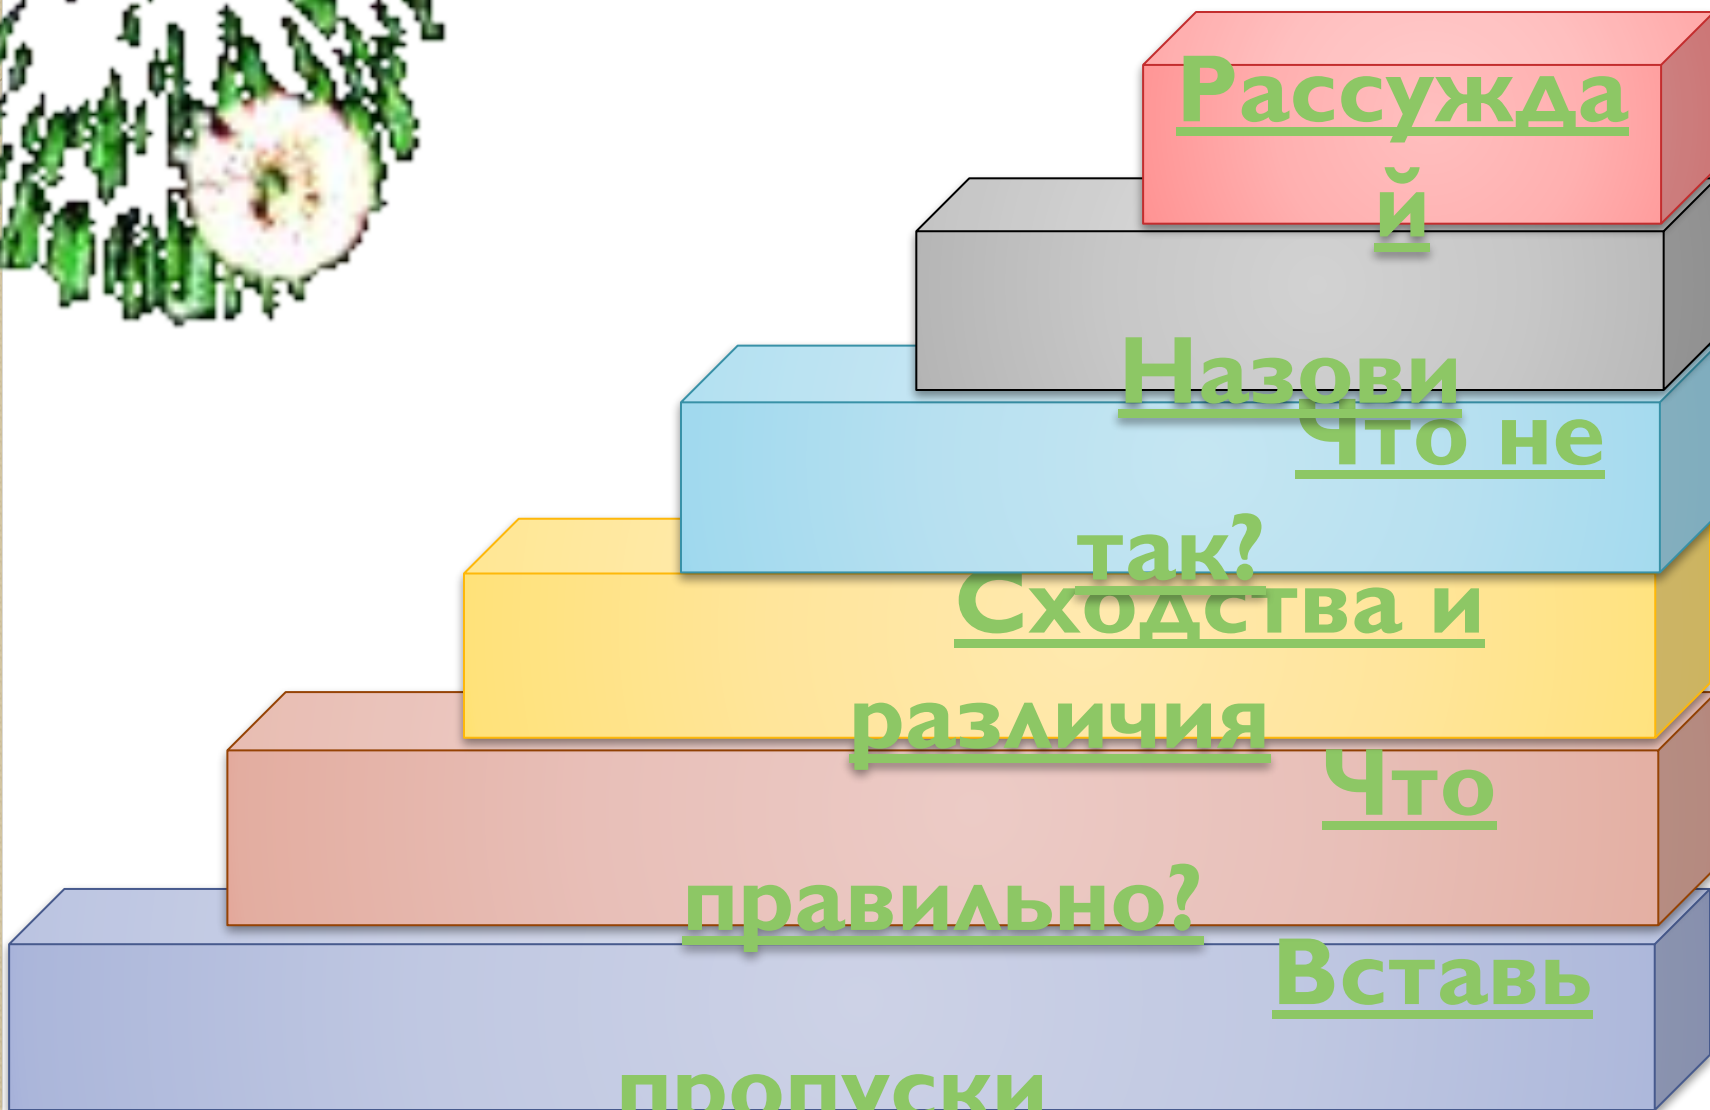 Рассужда
й
Назови
Что не
так?
Сходства и
различия
Что
правильно?
Вставь
пропуски